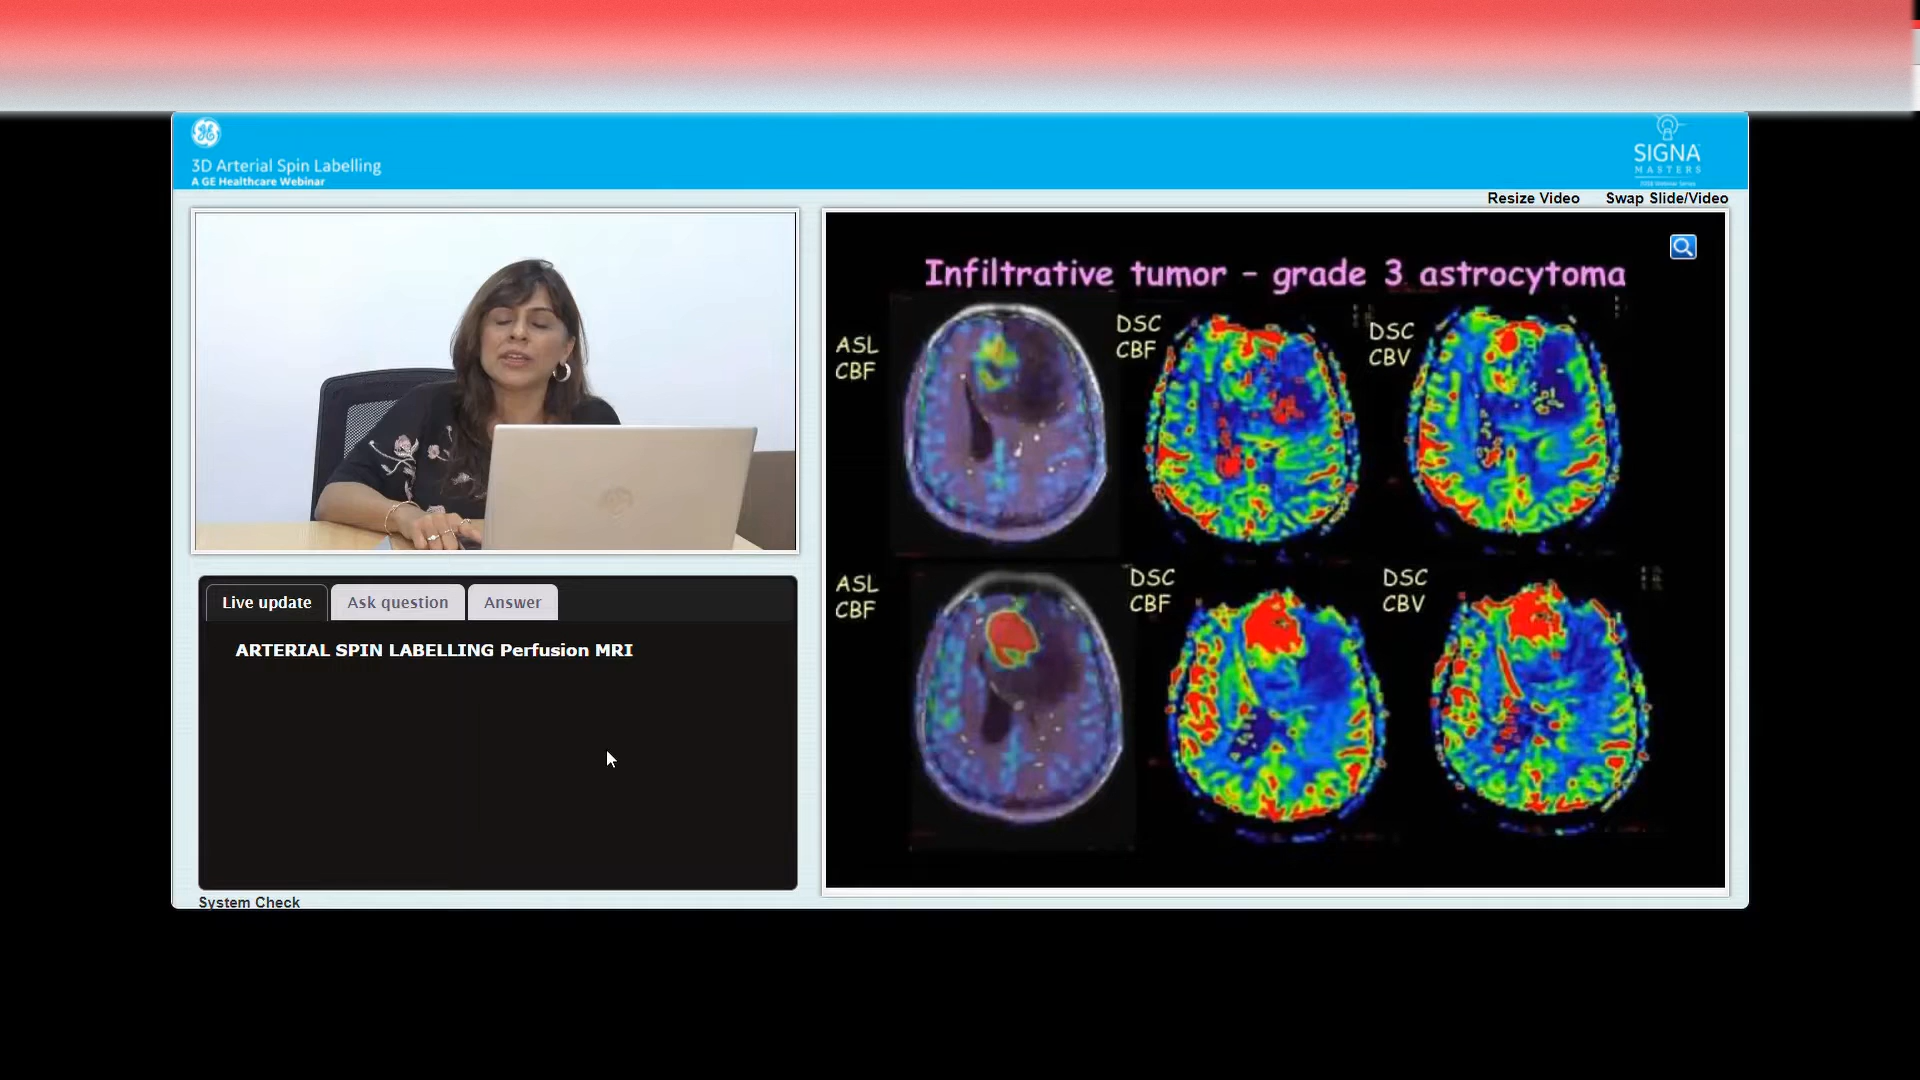 3D Arterial Spin Labelling
A GE Healthcare Webinar
SIGNA
MASTERS
Resize Video Swap Slide/Video
Infiltrative tumor - grade 3 astrocytoma
ASL
CBF
DSC
CBF
DSC
CBV
ASL
CBF
DSC
CBF
DSC
CBV
Live update Ask question Answer
ARTERIAL SPIN LABELLING Perfusion MRI
System Check